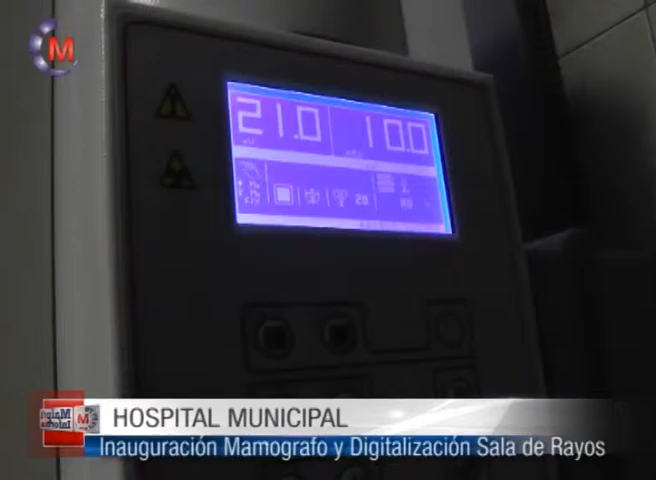 M
21.0 10.0
20
HOSPITAL MUNICIPAL
Inauguración Mamografo y Digitalización Sala de Rayos